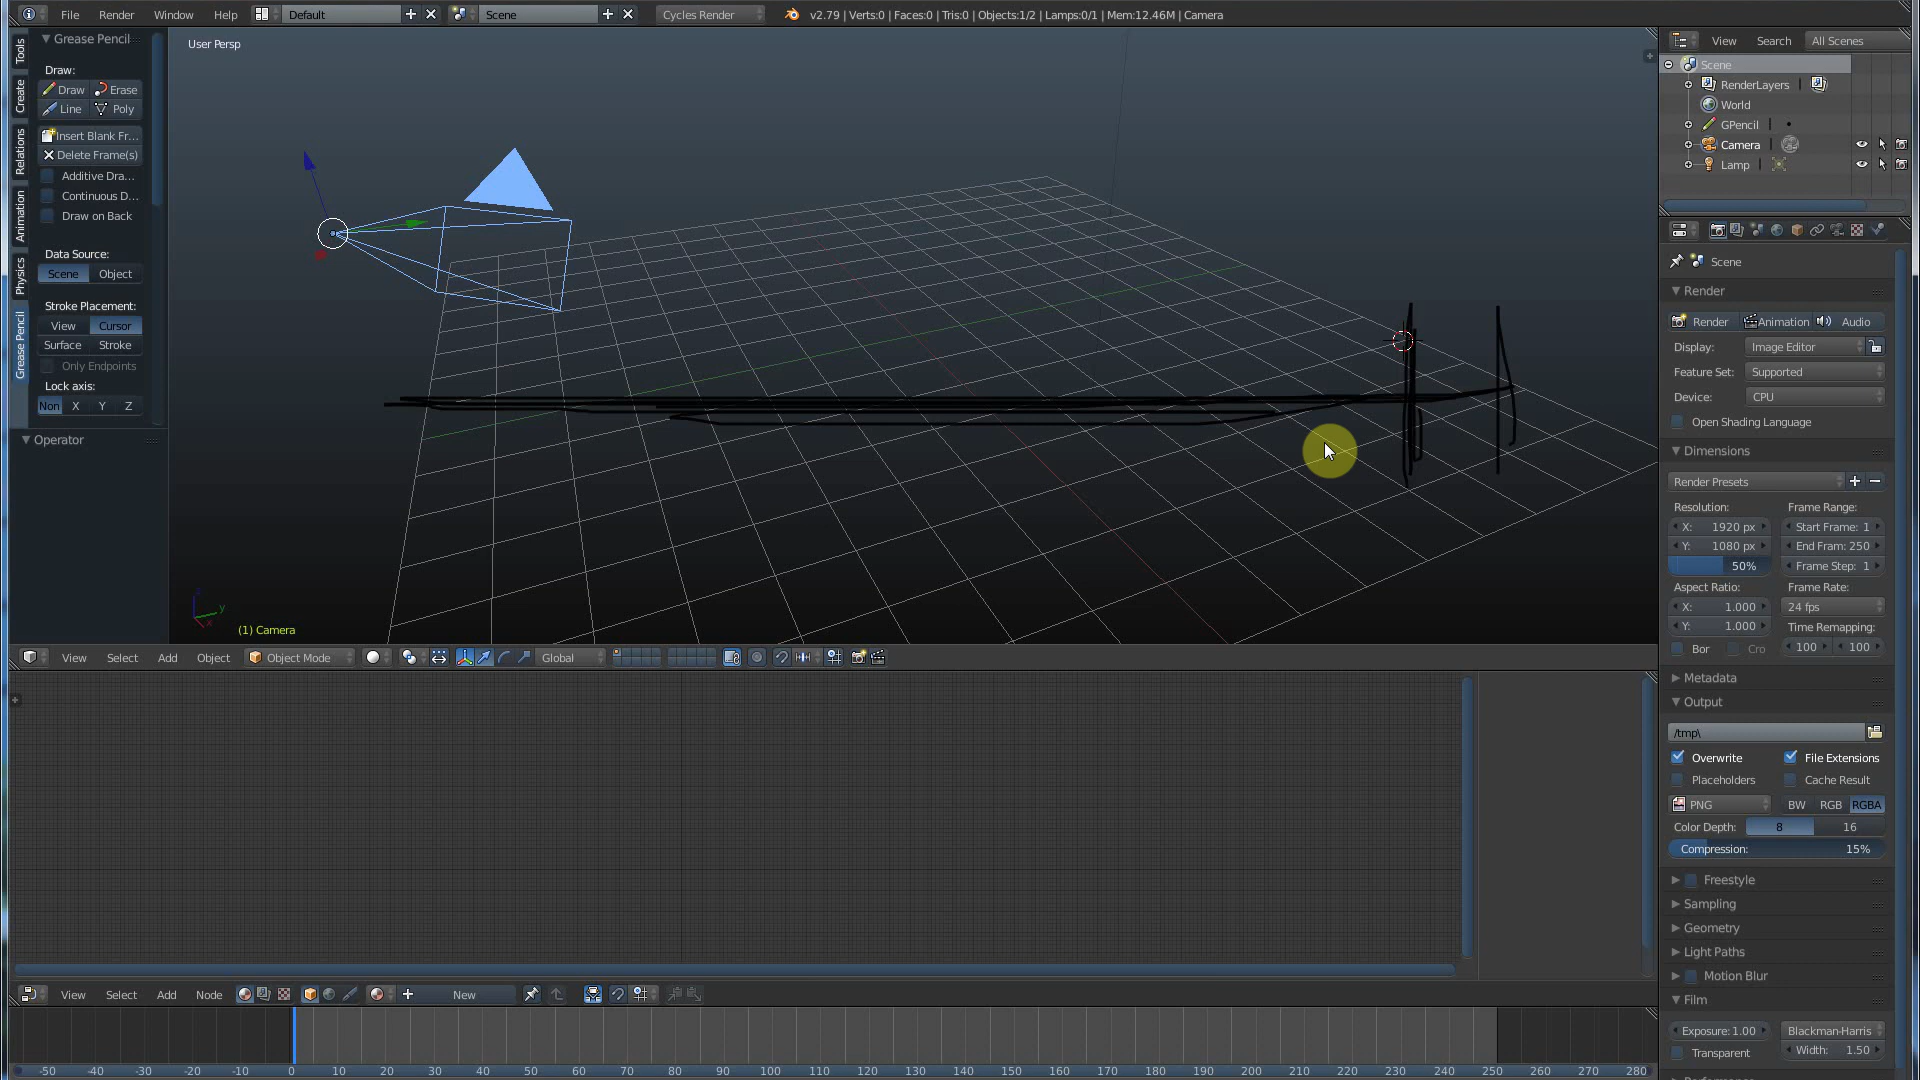 File Render Window Help Default Scene Cycles Render v2.79 | Verts:0 | Faces:0 | Tris:0 | Objects:1/2 | Lamps:0/1 | Mem:12.46M | Camera
Tools
Create
Relations
Animation
Physics
Grease Pencil
Grease Pencil
Draw:
Draw Erase
Line Poly
Insert Blank Fr...
Delete Frame(s)
Additive Dra...
Continuous D...
Draw on Back
Data Source:
Scene Object
Stroke Placement:
View Cursor
Surface Stroke
Only Endpoints
Lock axis:
Non X Y Z
Operator
User Persp
(1) Camera
View Select Add Object Object Mode Global
View Select Add Node New
-50 -40 -30 -20 -10 0 10 20 30 40 50 60 70 80 90 100 110 120 130 140 150 160 170 180 190 200 210 220 230 240 250 260 270 280
View Search All Scenes
Scene
RenderLayers
World
GPencil
Camera
Lamp
Scene
Render
Render Animation Audio
Display: Image Editor
Feature Set: Supported
Device: CPU
Open Shading Language
Dimensions
Render Presets
Resolution: Frame Range:
X: 1920 px Start Frame: 1
Y: 1080 px End Fram: 250
50% Frame Step: 1
Aspect Ratio: Frame Rate:
X: 1.000 24 fps
Y: 1.000 Time Remapping:
Bor Cro 100 100
Metadata
Output
/tmp\
Overwrite File Extensions
Placeholders Cache Result
PNG BW RGB RGBA
Color Depth: 8 16
Compression: 15%
Freestyle
Sampling
Geometry
Light Paths
Motion Blur
Film
Exposure: 1.00 Blackman-Harris
Transparent Width: 1.50